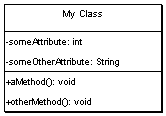 My Class
-someAttribute: int
-someOtherAttribute: String
+aMethod(): void
+otherMethod(): void